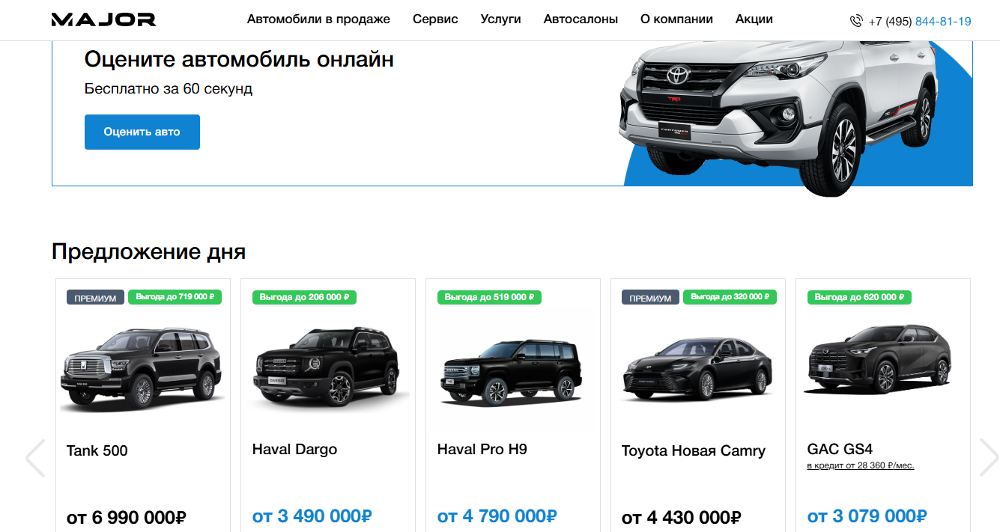 MAJOR
Автомобили в продаже Сервис Услуги Автосалоны О компании Акции
+7 (495) 844-81-19
Оцените автомобиль онлайн
Бесплатно за 60 секунд
Оценить авто
TRD
FORTUNER
Предложение дня
ПРЕМИУМ Выгода до 719 000 ₽
Tank 500
от 6 990 000₽
Выгода до 206 000 ₽
DARGO
Haval Dargo
от 3 490 000₽
Выгода до 519 000 ₽
Haval Pro H9
от 4 790 000₽
ПРЕМИУМ Выгода до 320 000 ₽
Toyota Новая Camry
от 4 430 000₽
Выгода до 620 000 ₽
GAC GS4
в кредит от 28 360 ₽/мес.
от 3 079 000₽